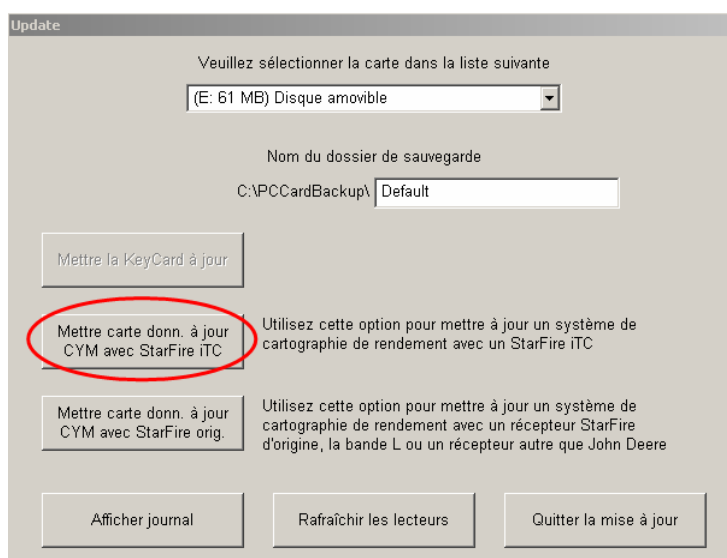 Update
Veuillez sélectionner la carte dans la liste suivante
(E: 61 MB) Disque amovible
Nom du dossier de sauvegarde
C:\PCCardBackup\ Default
Mettre la KeyCard à jour
Mettre carte donn. à jour
CYM avec StarFire iTC
Utilisez cette option pour mettre à jour un système de
cartographie de rendement avec un StarFire iTC
Mettre carte donn. à jour
CYM avec StarFire orig.
Utilisez cette option pour mettre à jour un système de
cartographie de rendement avec un récepteur StarFire
d'origine, la bande L ou un récepteur autre que John Deere
Afficher journal
Rafraîchir les lecteurs
Quitter la mise à jour